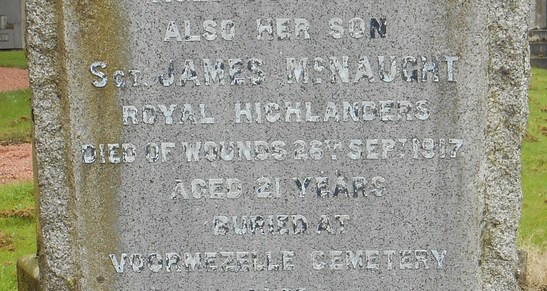 ALSO HER SON
SGT. JAMES McNAUGHT
ROYAL HIGHLANDERS
DIED OF WOUNDS 26TH SEPT. 1917.
AGED 21 YEARS
BURIED AT
VOORMEZELLE CEMETERY